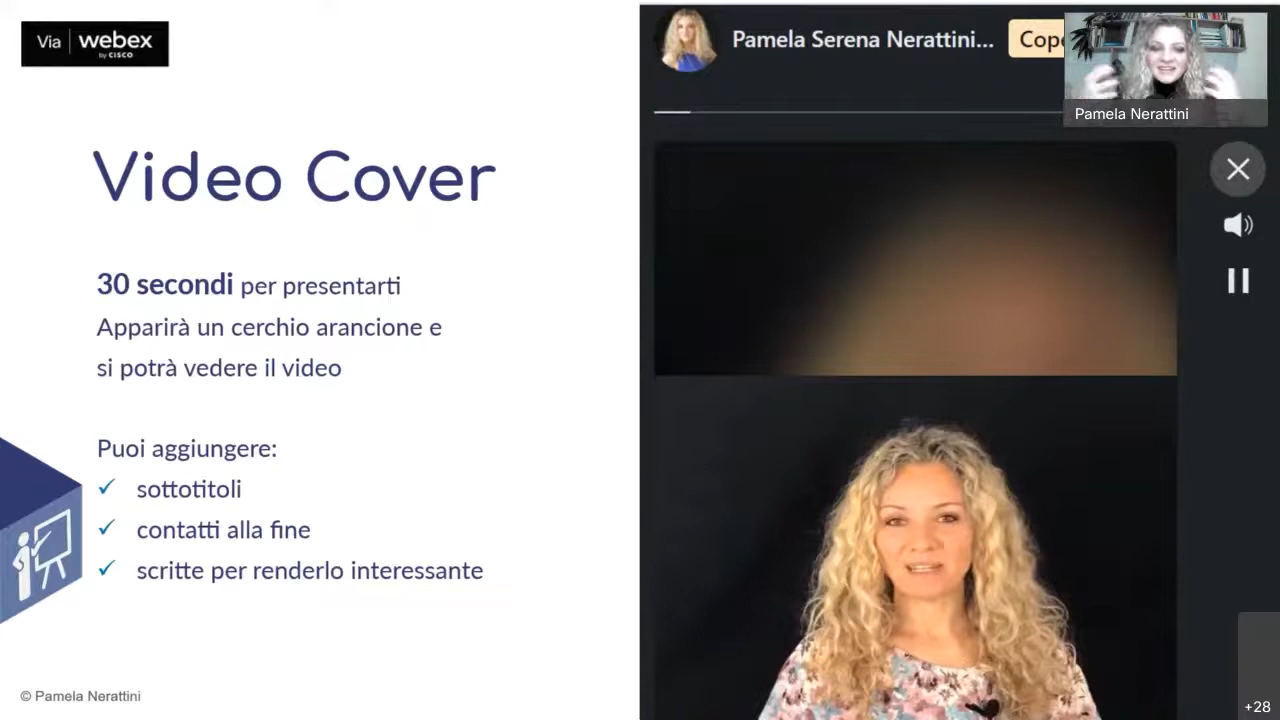 Via webex
by CISCO
Video Cover
30 secondi per presentarti
Apparirà un cerchio arancione e
si potrà vedere il video
Puoi aggiungere:
✓ sottotitoli
✓ contatti alla fine
✓ scritte per renderlo interessante
© Pamela Nerattini
Pamela Serena Nerattini...
Cope
Pamela Nerattini
+28